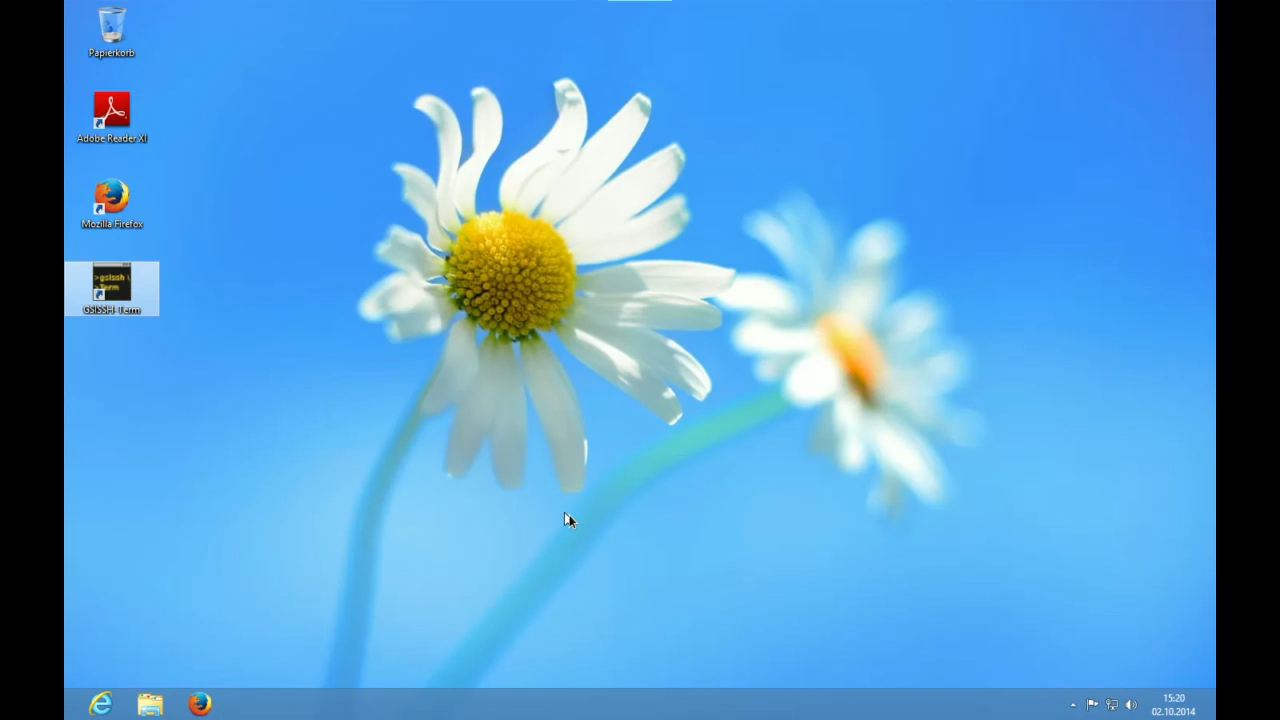 Papierkorb
Adobe Reader XI
Mozilla Firefox
>gsissh \
>Term
GSISSH-Term
15:20
02.10.2014